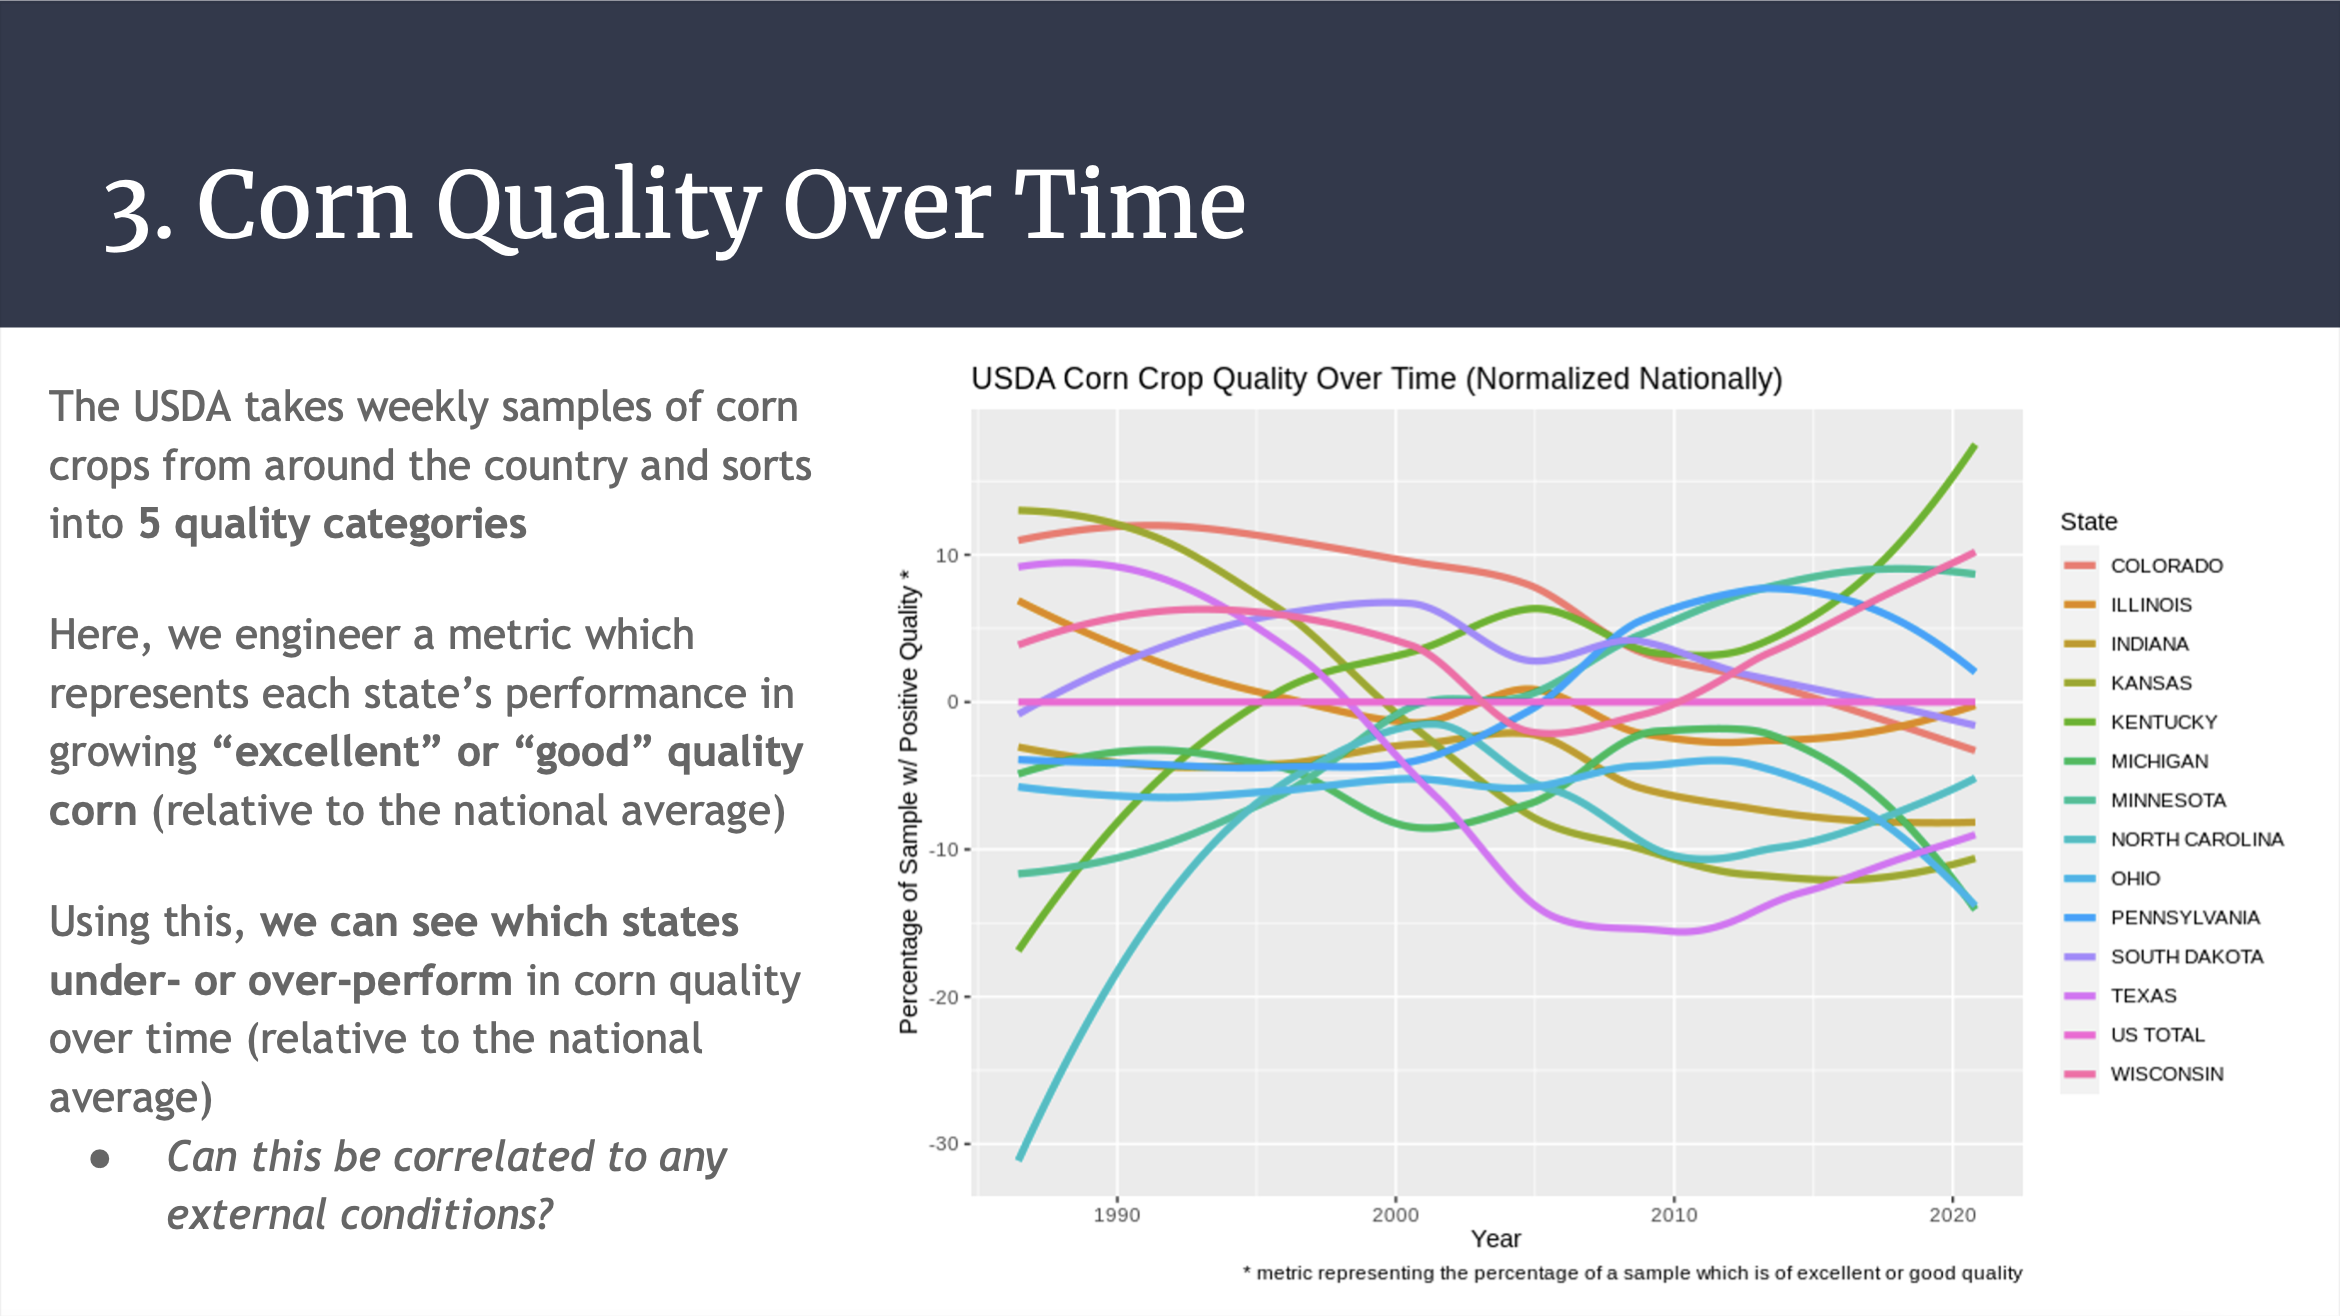 3. Corn Quality Over Time
The USDA takes weekly samples of corn
crops from around the country and sorts
into 5 quality categories
Here, we engineer a metric which
represents each state's performance in
growing “excellent” or “good” quality
corn (relative to the national average)
Using this, we can see which states
under- or over-perform in corn quality
over time (relative to the national
average)
● Can this be correlated to any
external conditions?
USDA Corn Crop Quality Over Time (Normalized Nationally)
Percentage of Sample w/ Positive Quality *
10
0
-10
-20
-30
1990 2000 2010 2020
Year
* metric representing the percentage of a sample which is of excellent or good quality
State
COLORADO
ILLINOIS
INDIANA
KANSAS
KENTUCKY
MICHIGAN
MINNESOTA
NORTH CAROLINA
OHIO
PENNSYLVANIA
SOUTH DAKOTA
TEXAS
US TOTAL
WISCONSIN